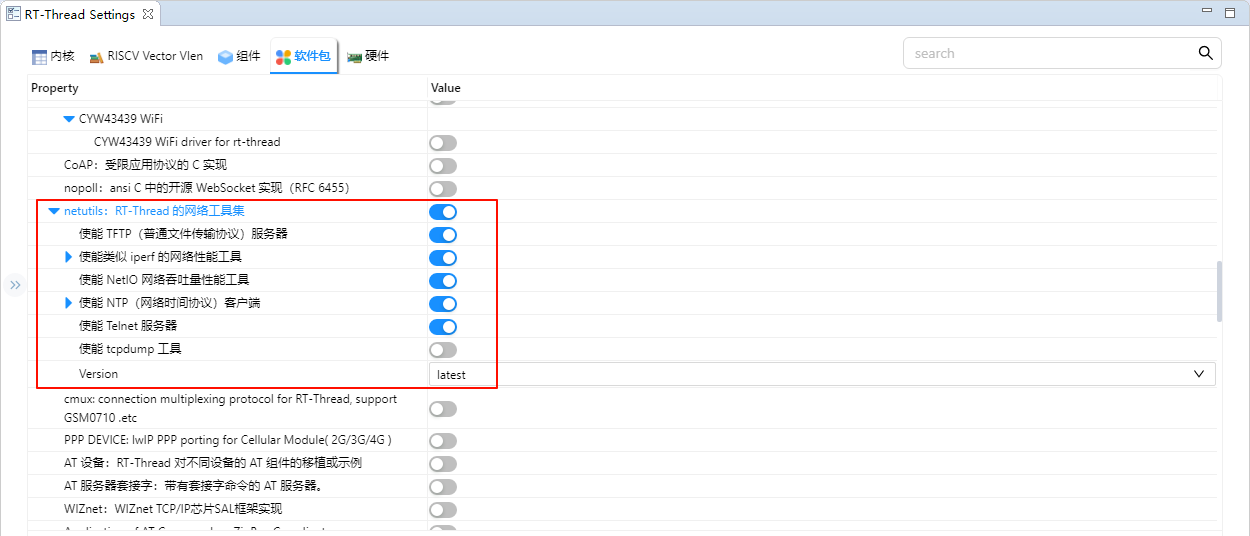 RT-Thread Settings
内核 RISCV Vector Vlen 组件 软件包 硬件 search
Property Value
CYW43439 WiFi
CYW43439 WiFi driver for rt-thread
CoAP：受限应用协议的 C 实现
nopoll：ansi C 中的开源 WebSocket 实现（RFC 6455）
netutils：RT-Thread 的网络工具集
使能 TFTP（普通文件传输协议）服务器
使能类似 iperf 的网络性能工具
使能 NetIO 网络吞吐量性能工具
使能 NTP（网络时间协议）客户端
使能 Telnet 服务器
使能 tcpdump 工具
Version latest
cmux: connection multiplexing protocol for RT-Thread, support
GSM0710 .etc
PPP DEVICE: lwIP PPP porting for Cellular Module( 2G/3G/4G )
AT 设备：RT-Thread 对不同设备的 AT 组件的移植或示例
AT 服务器套接字：带有套接字命令的 AT 服务器。
WIZnet：WIZnet TCP/IP芯片SAL框架实现